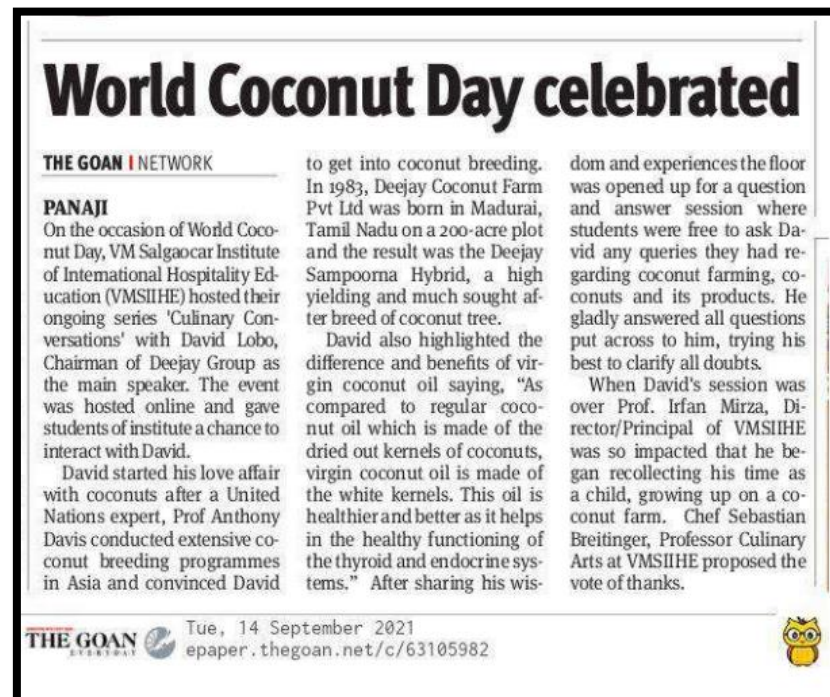 World Coconut Day celebrated
THE GOAN | NETWORK
PANAJI
On the occasion of World Coco-
nut Day, VM Salgaocar Institute
of International Hospitality Ed-
ucation (VMSIIHE) hosted their
ongoing series 'Culinary Con-
versations' with David Lobo,
Chairman of Deejay Group as
the main speaker. The event
was hosted online and gave
students of institute a chance to
interact with David.
David started his love affair
with coconuts after a United
Nations expert, Prof Anthony
Davis conducted extensive co-
conut breeding programmes
in Asia and convinced David
to get into coconut breeding.
In 1983, Deejay Coconut Farm
Pvt Ltd was born in Madurai,
Tamil Nadu on a 200-acre plot
and the result was the Deejay
Sampoorna Hybrid, a high
yielding and much sought af-
ter breed of coconut tree.
David also highlighted the
difference and benefits of vir-
gin coconut oil saying, “As
compared to regular coco-
nut oil which is made of the
dried out kernels of coconuts,
virgin coconut oil is made of
the white kernels. This oil is
healthier and better as it helps
in the healthy functioning of
the thyroid and endocrine sys-
tems.” After sharing his wis-
dom and experiences the floor
was opened up for a question
and answer session where
students were free to ask Da-
vid any queries they had re-
garding coconut farming, co-
conuts and its products. He
gladly answered all questions
put across to him, trying his
best to clarify all doubts.
When David's session was
over Prof. Irfan Mirza, Di-
rector/Principal of VMSIIHE
was so impacted that he be-
gan recollecting his time as
a child, growing up on a co-
conut farm. Chef Sebastian
Breitinger, Professor Culinary
Arts at VMSIIHE proposed the
vote of thanks.
THE GOAN
EVERYDAY
Tue, 14 September 2021
epaper.thegoan.net/c/63105982